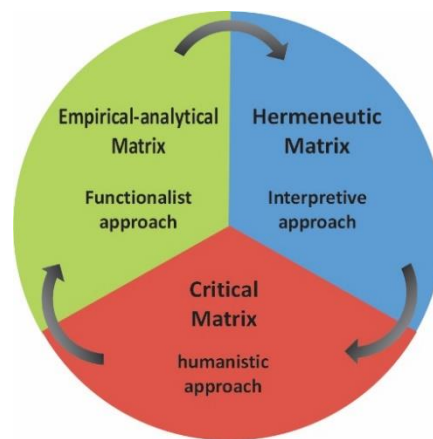 Empirical-analytical
Matrix
Functionalist
approach
Hermeneutic
Matrix
Interpretive
approach
Critical
Matrix
humanistic
approach